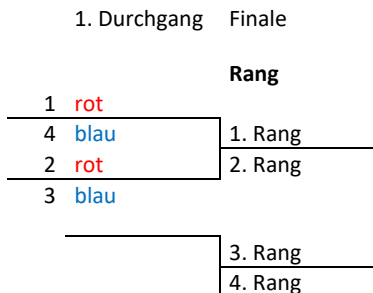 1. Durchgang Finale
Rang
1 rot
4 blau 1. Rang
2 rot 2. Rang
3 blau
3. Rang
4. Rang